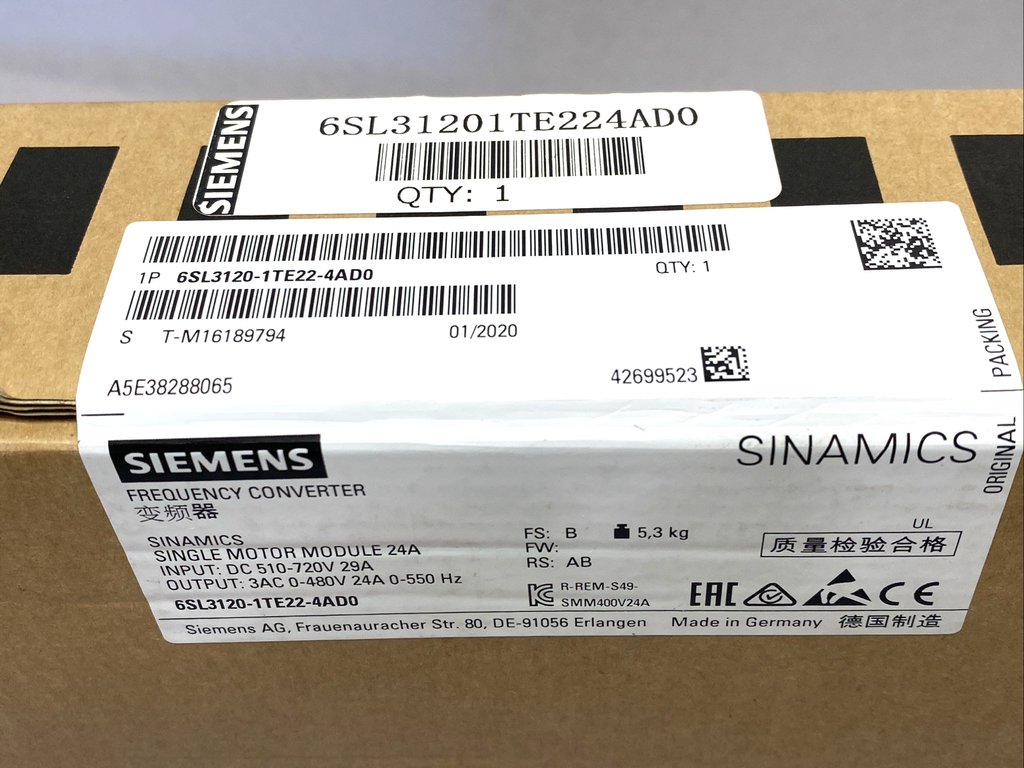 SIEMENS
6SL31201TE224AD0
QTY: 1
1P 6SL3120-1TE22-4AD0
QTY: 1
S T-M16189794 01/2020
A5E38288065
42699523
ORIGINAL PACKING
SIEMENS
SINAMICS
FREQUENCY CONVERTER
变频器
SINAMICS
SINGLE MOTOR MODULE 24A
INPUT: DC 510-720V 29A
OUTPUT: 3AC 0-480V 24A 0-550 Hz
6SL3120-1TE22-4AD0
FS: B 5,3 kg
FW:
RS: AB
R-REM-S49-
SMM400V24A
UL
质量检验合格
EAC CE
Siemens AG, Frauenauracher Str. 80, DE-91056 Erlangen Made in Germany 德国制造